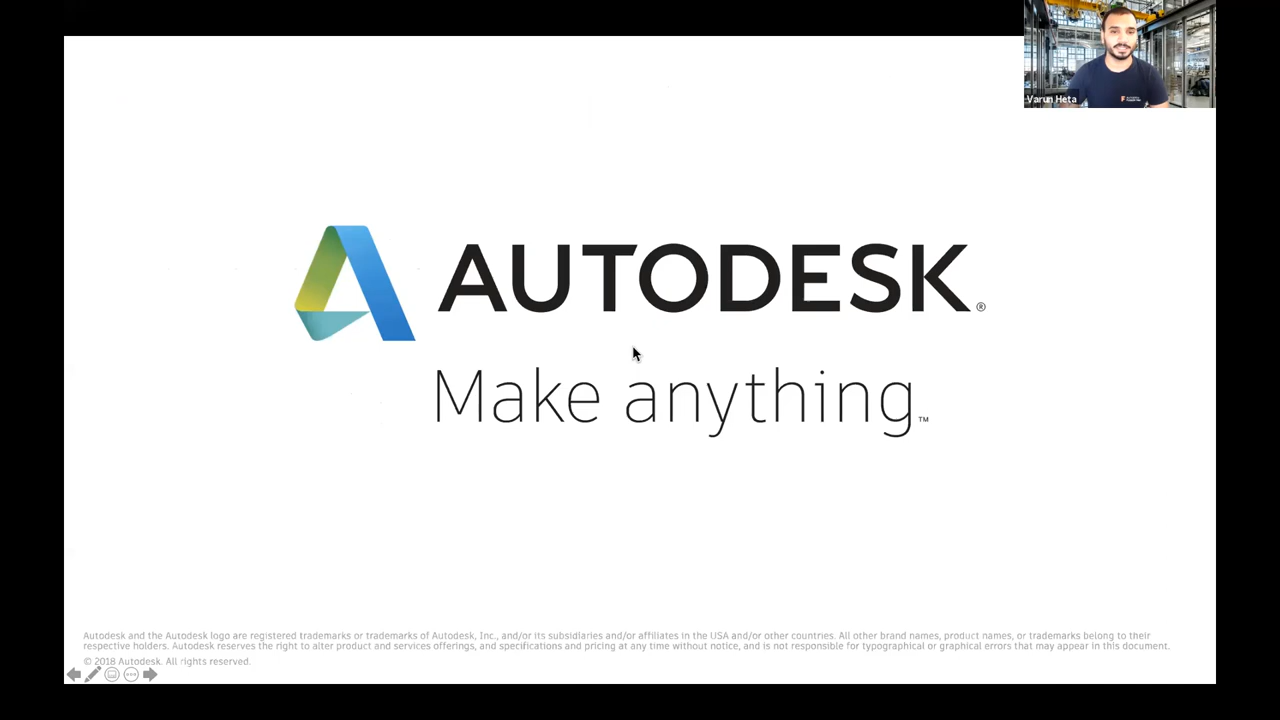 Varun Heta
AUTODESK®
Make anything™
Autodesk and the Autodesk logo are registered trademarks or trademarks of Autodesk, Inc., and/or its subsidiaries and/or affiliates in the USA and/or other countries. All other brand names, product names, or trademarks belong to their
respective holders. Autodesk reserves the right to alter product and services offerings, and specifications and pricing at any time without notice, and is not responsible for typographical or graphical errors that may appear in this document.
© 2018 Autodesk. All rights reserved.